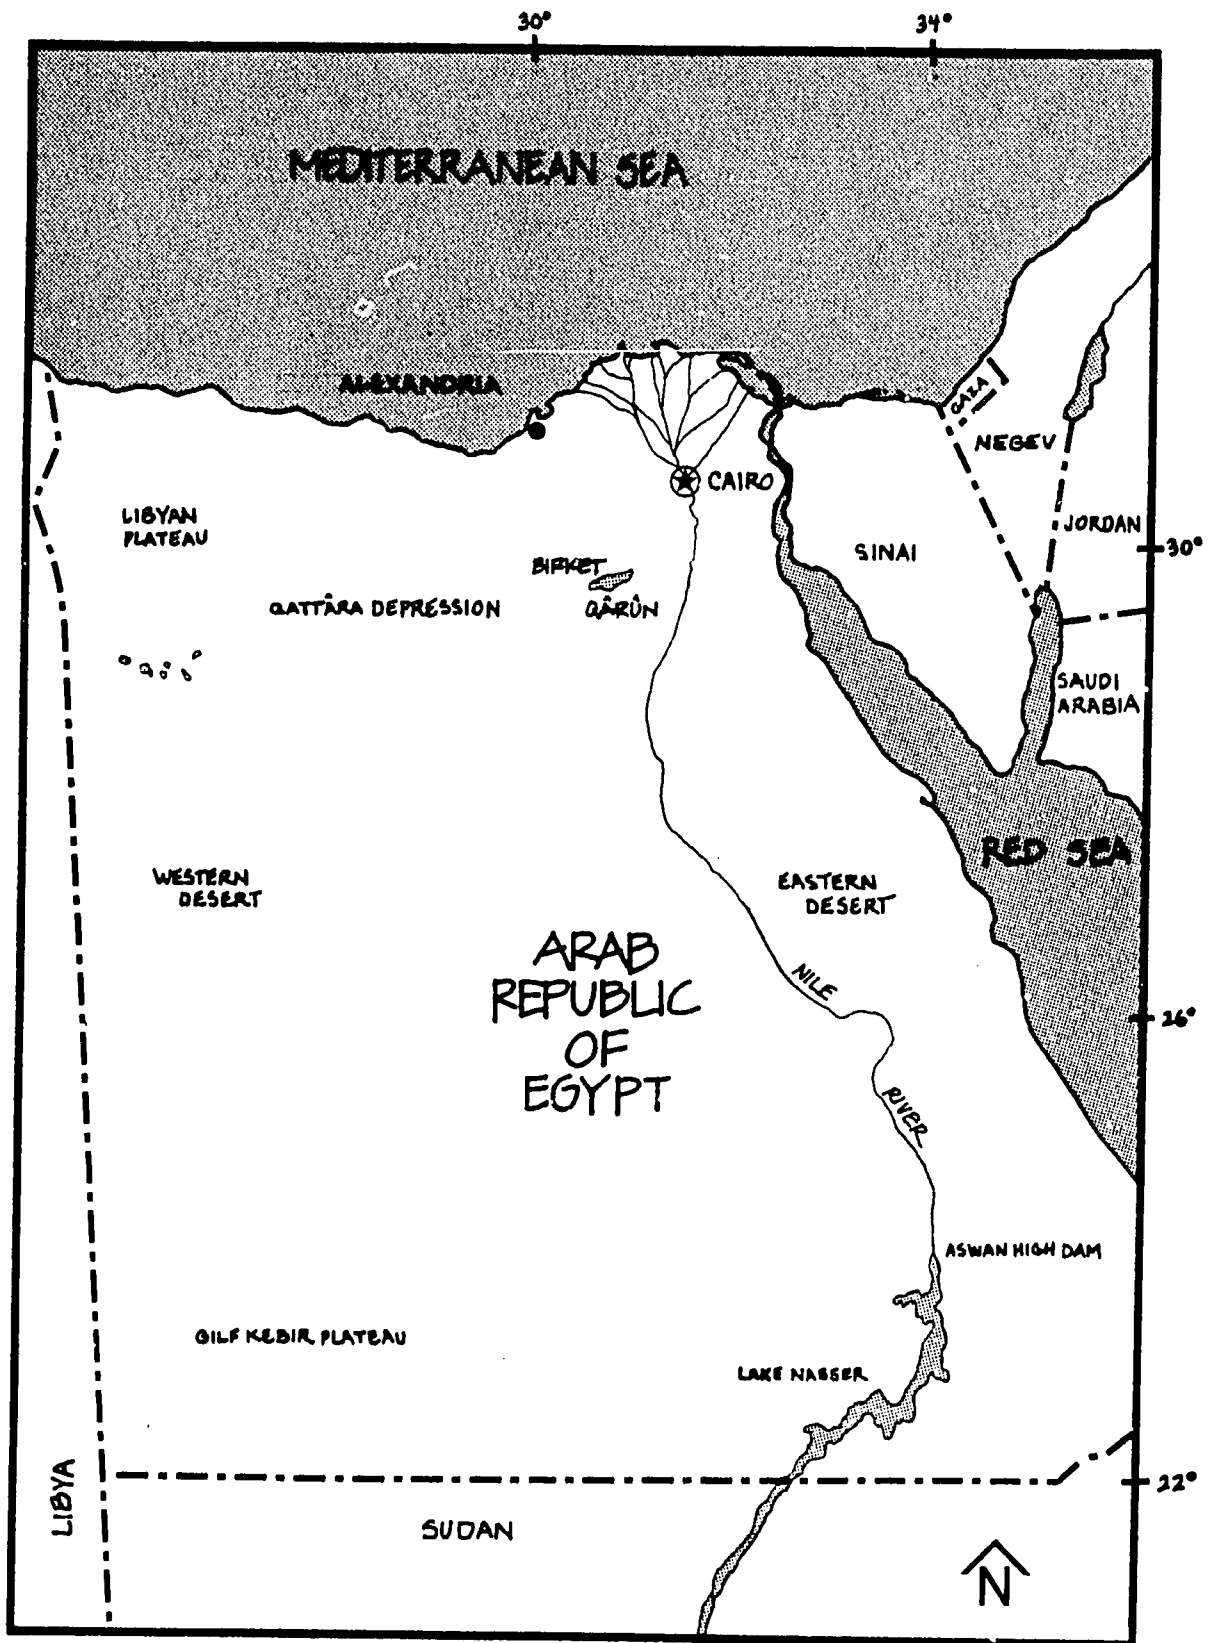 30°
34°
MEDITERRANEAN SEA
ALEXANDRIA
GAZA
NEGEV
CAIRO
LIBYAN
PLATEAU
JORDAN
30°
SINAI
BIRKET
QÂRÛN
QATTÂRA DEPRESSION
SAUDI
ARABIA
RED SEA
WESTERN
DESERT
EASTERN
DESERT
ARAB
REPUBLIC
OF
EGYPT
NILE
RIVER
26°
ASWAN HIGH DAM
GILF KEBIR PLATEAU
LAKE NASSER
LIBYA
22°
SUDAN
N